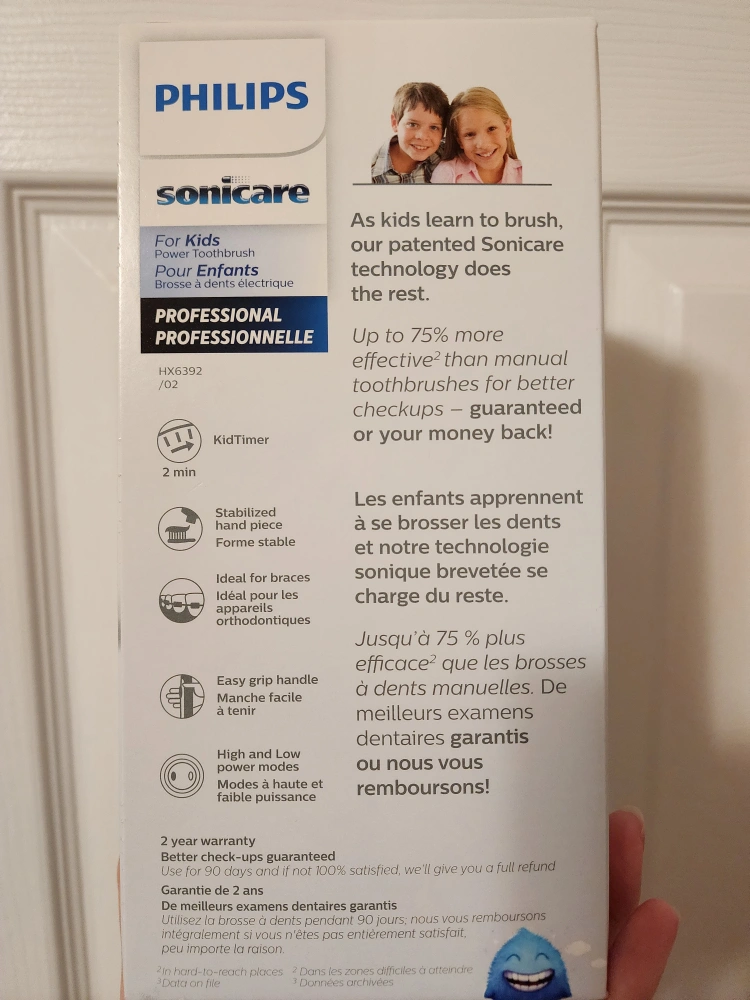 PHILIPS
sonicare
For Kids
Power Toothbrush
Pour Enfants
Brosse à dents électrique
PROFESSIONAL
PROFESSIONNELLE
HX6392
/02
KidTimer
2 min
Stabilized
hand piece
Forme stable
Ideal for braces
Idéal pour les
appareils
orthodontiques
Easy grip handle
Manche facile
à tenir
High and Low
power modes
Modes à haute et
faible puissance
As kids learn to brush,
our patented Sonicare
technology does
the rest.
Up to 75% more
effective² than manual
toothbrushes for better
checkups – guaranteed
or your money back!
Les enfants apprennent
à se brosser les dents
et notre technologie
sonique brevetée se
charge du reste.
Jusqu'à 75 % plus
efficace² que les brosses
à dents manuelles. De
meilleurs examens
dentaires garantis
ou nous vous
remboursons!
2 year warranty
Better check-ups guaranteed
Use for 90 days and if not 100% satisfied, we'll give you a full refund
Garantie de 2 ans
De meilleurs examens dentaires garantis
Utilisez la brosse à dents pendant 90 jours; nous vous remboursons
intégralement si vous n'êtes pas entièrement satisfait,
peu importe la raison.
²In hard-to-reach places ² Dans les zones difficiles à atteindre
³Data on file ³ Données archivées